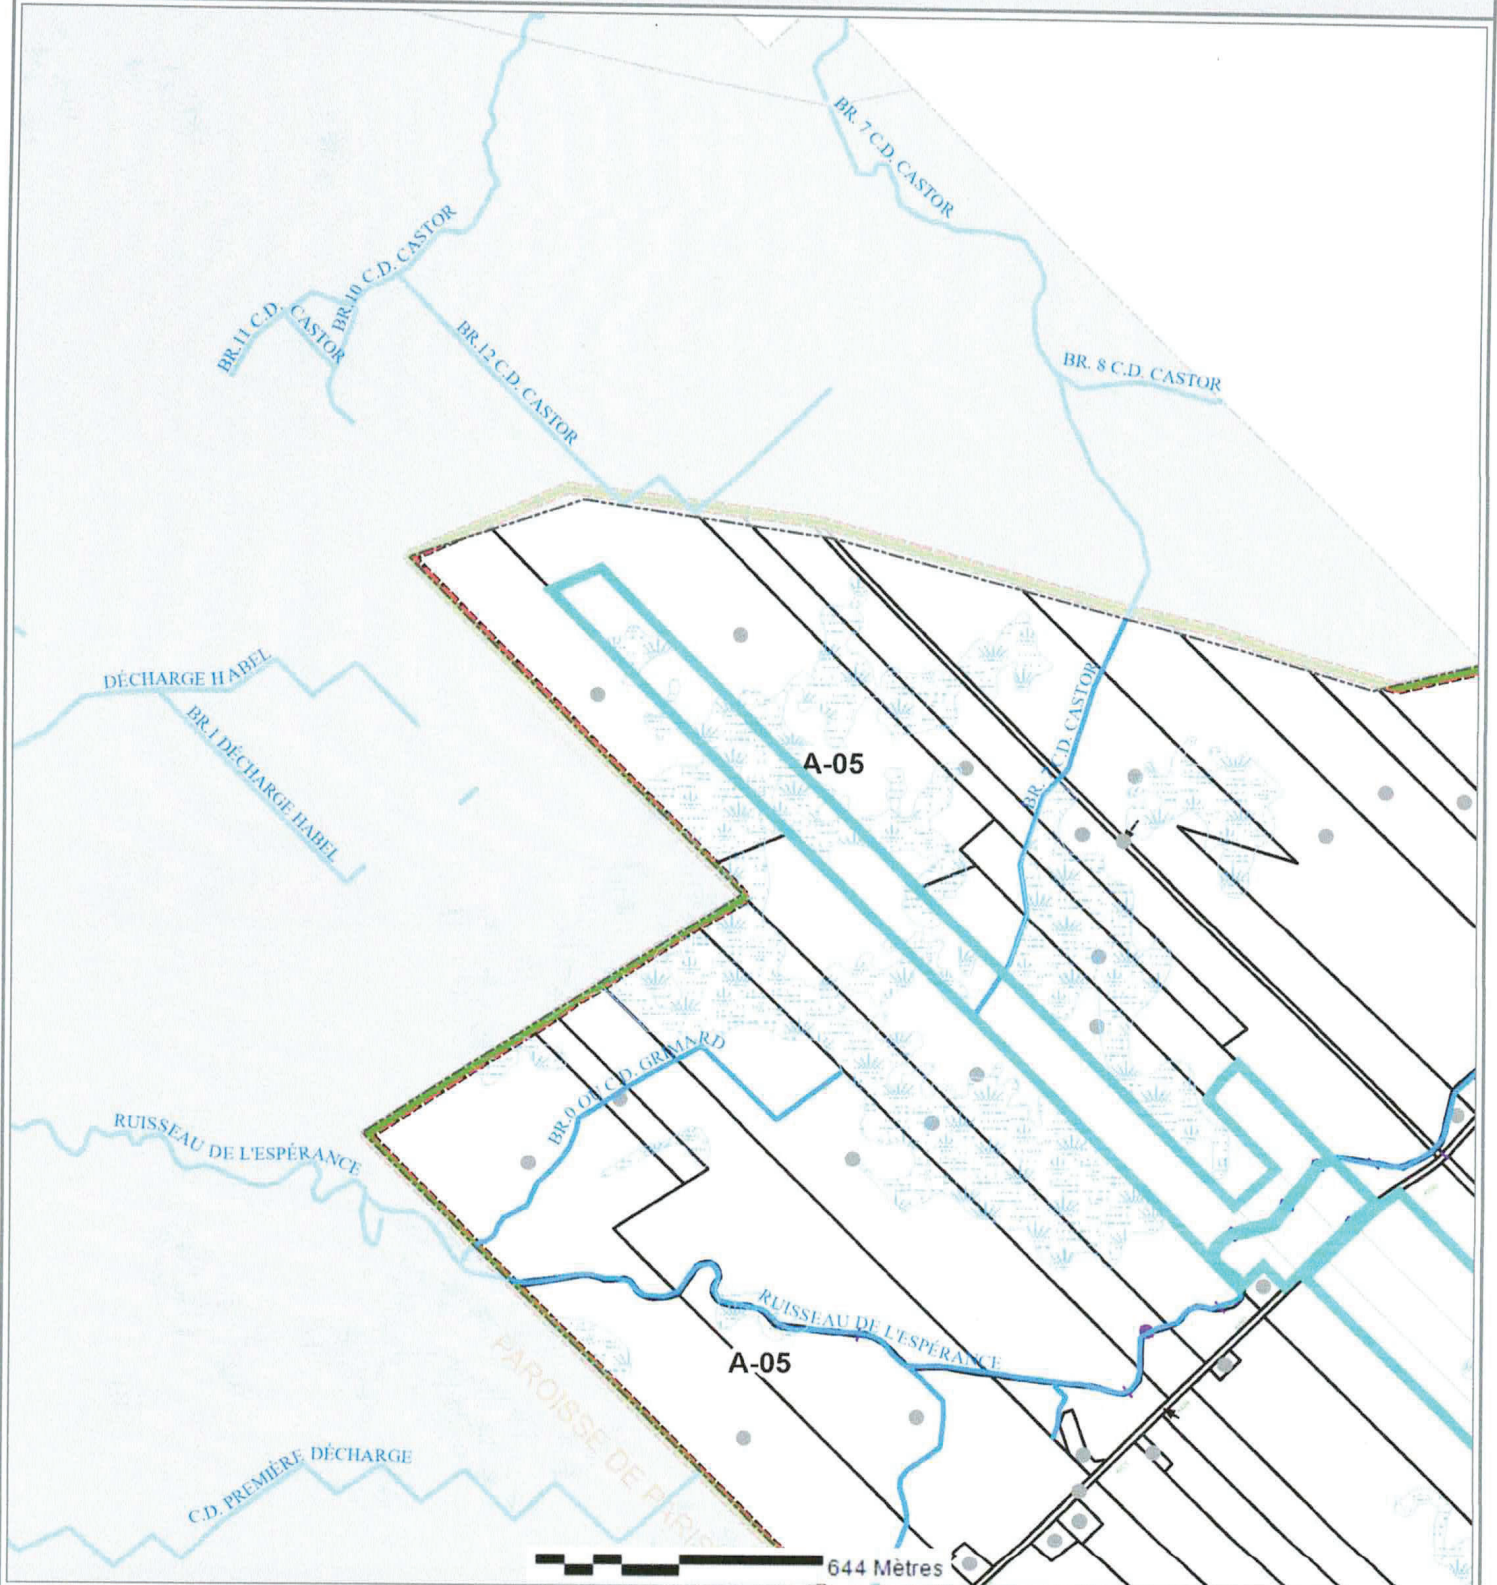 BR. 7 C.D. CASTOR
BR.10 C.D. CASTOR
BR.11 C.D. CASTOR
BR.12 C.D. CASTOR
BR. 8 C.D. CASTOR
DÉCHARGE HABEL
BR.1 DÉCHARGE HABEL
BR. 7 C.D. CASTOR
A-05
BR.0 OU C.D. GRIMARD
RUISSEAU DE L'ESPÉRANCE
RUISSEAU DE L'ESPÉRANCE
A-05
PAROISSE DE PARIS
C.D. PREMIÈRE DÉCHARGE
644 Mètres